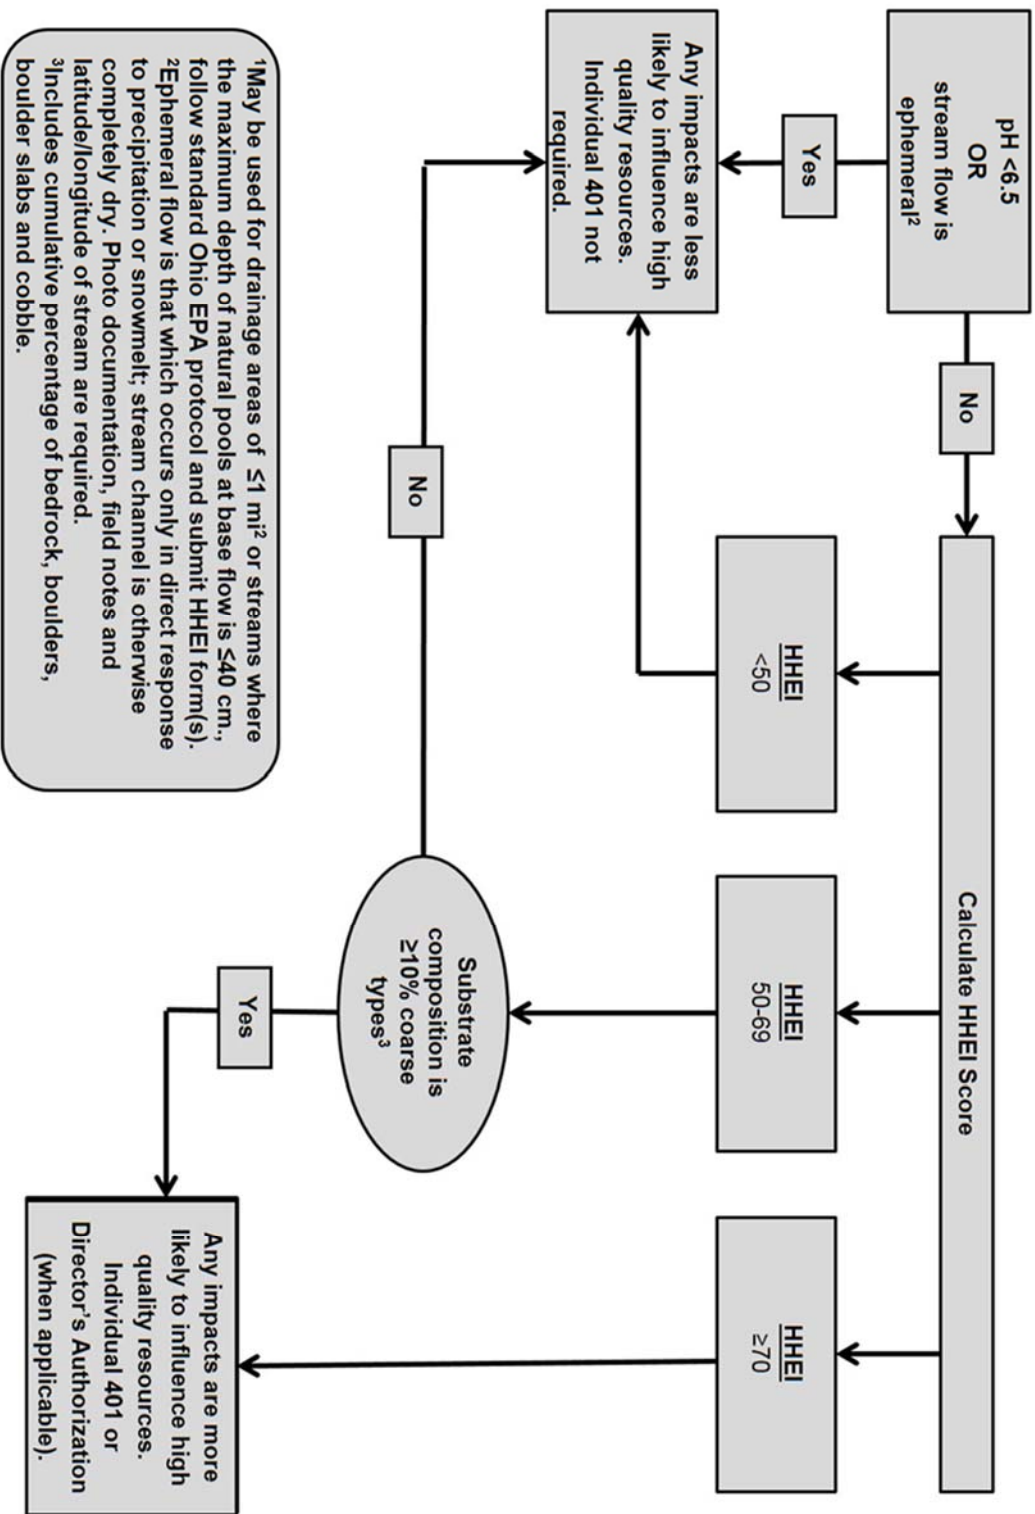 pH <6.5
OR
stream flow is
ephemeral²
No
Calculate HHEI Score
Yes
Any impacts are less
likely to influence high
quality resources.
Individual 401 not
required.
HHEI
<50
HHEI
50-69
HHEI
≥70
No
Substrate
composition is
≥10% coarse
types³
Yes
Any impacts are more
likely to influence high
quality resources.
Individual 401 or
Director's Authorization
(when applicable).
¹May be used for drainage areas of ≤1 mi² or streams where
the maximum depth of natural pools at base flow is ≤40 cm.,
follow standard Ohio EPA protocol and submit HHEI form(s).
²Ephemeral flow is that which occurs only in direct response
to precipitation or snowmelt; stream channel is otherwise
completely dry. Photo documentation, field notes and
latitude/longitude of stream are required.
³Includes cumulative percentage of bedrock, boulders,
boulder slabs and cobble.